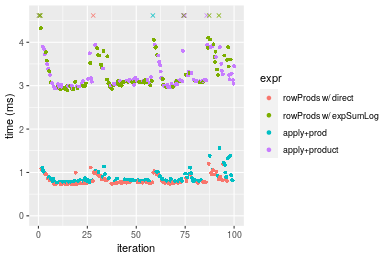 4
3
2
1
0
time (ms)
0
25
50
75
100
iteration
expr
rowProds w/ direct
rowProds w/ expSumLog
apply+prod
apply+product